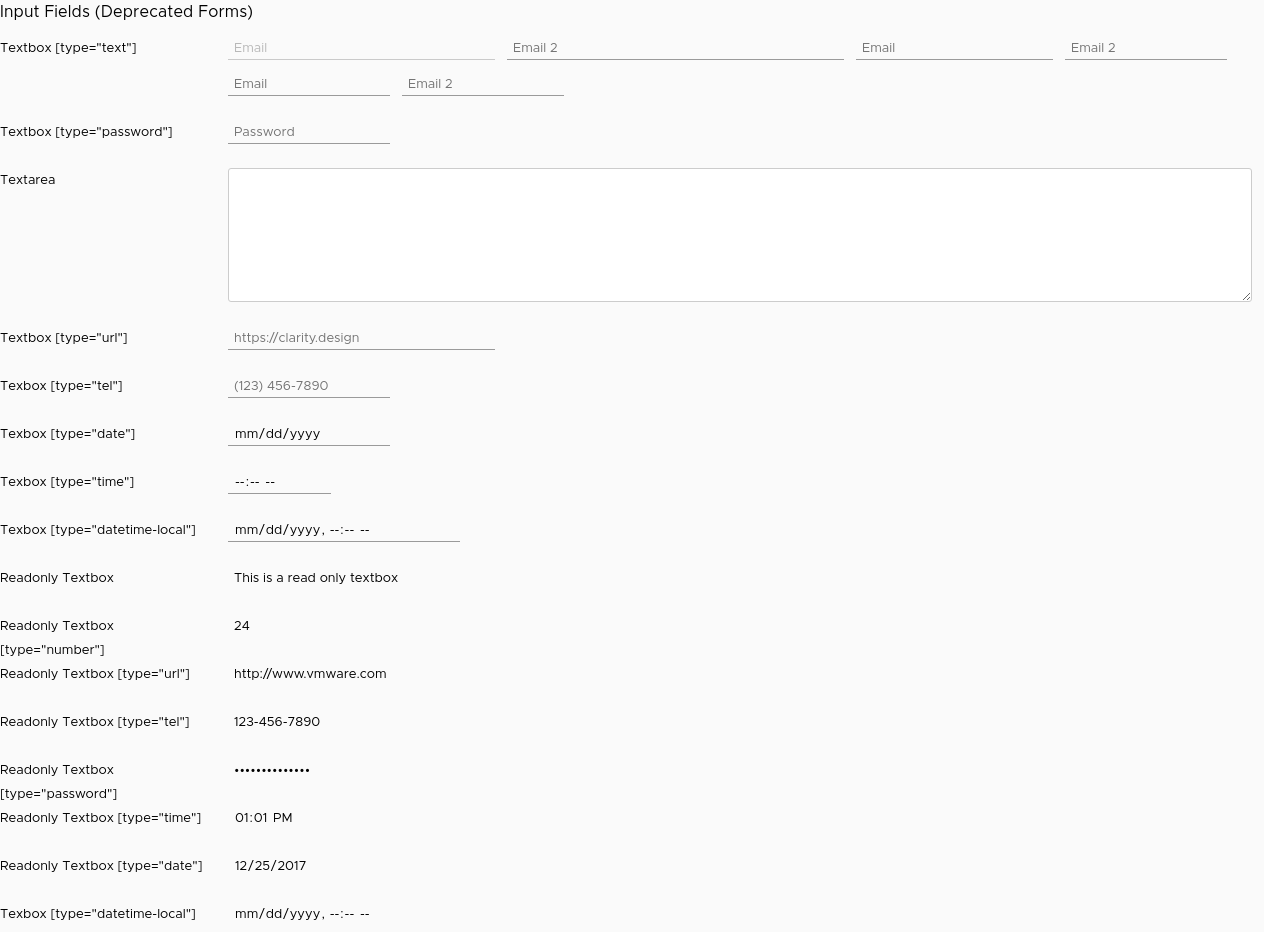 Input Fields (Deprecated Forms)
Textbox [type="text"] Email Email 2 Email Email 2
Email Email 2
Textbox [type="password"] Password
Textarea
Textbox [type="url"] https://clarity.design
Texbox [type="tel"] (123) 456-7890
Texbox [type="date"] mm/dd/yyyy
Texbox [type="time"] --:-- --
Texbox [type="datetime-local"] mm/dd/yyyy, --:-- --
Readonly Textbox This is a read only textbox
Readonly Textbox 24
[type="number"]
Readonly Textbox [type="url"] http://www.vmware.com
Readonly Textbox [type="tel"] 123-456-7890
Readonly Textbox ••••••••••••••
[type="password"]
Readonly Textbox [type="time"] 01:01 PM
Readonly Textbox [type="date"] 12/25/2017
Texbox [type="datetime-local"] mm/dd/yyyy, --:-- --